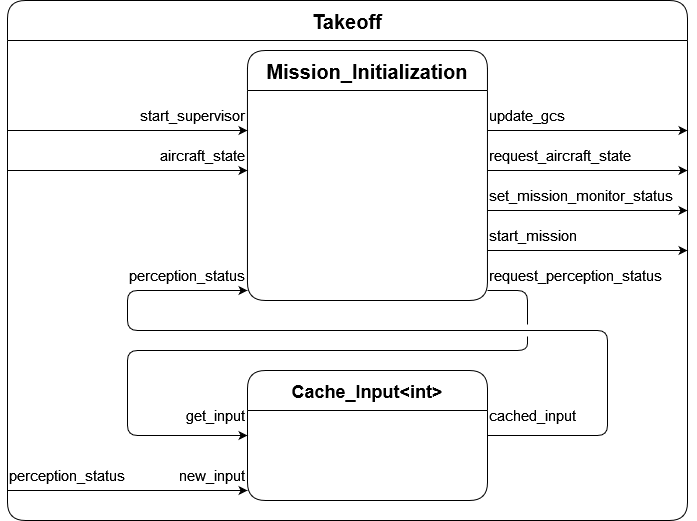 Takeoff
Mission_Initialization
start_supervisor
update_gcs
aircraft_state
request_aircraft_state
set_mission_monitor_status
start_mission
perception_status
request_perception_status
Cache_Input<int>
get_input
cached_input
perception_status
new_input